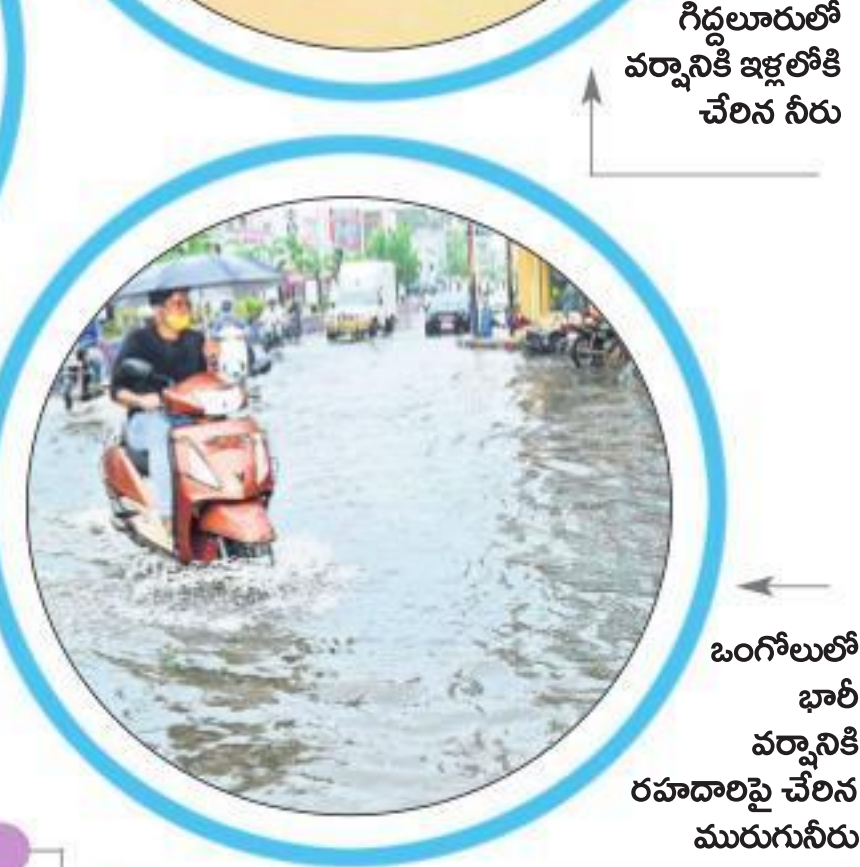 గిద్దలూరులో
వర్షానికి ఇళ్లలోకి
చేరిన నీరు
ఒంగోలులో
భారీ
వర్షానికి
రహదారిపై చేరిన
మురుగునీరు